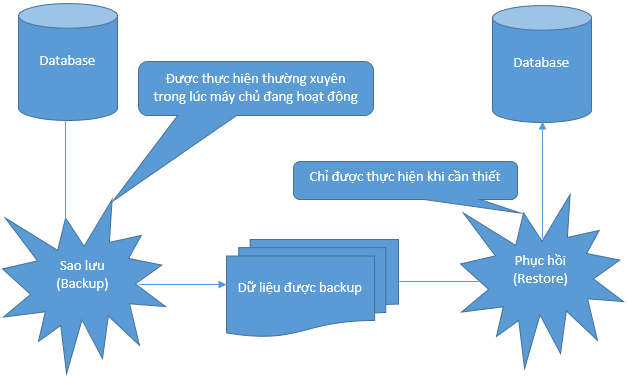 Database
Database
Được thực hiện thường xuyên
trong lúc máy chủ đang hoạt động
Chỉ được thực hiện khi cần thiết
Sao lưu
(Backup)
Dữ liệu được backup
Phục hồi
(Restore)